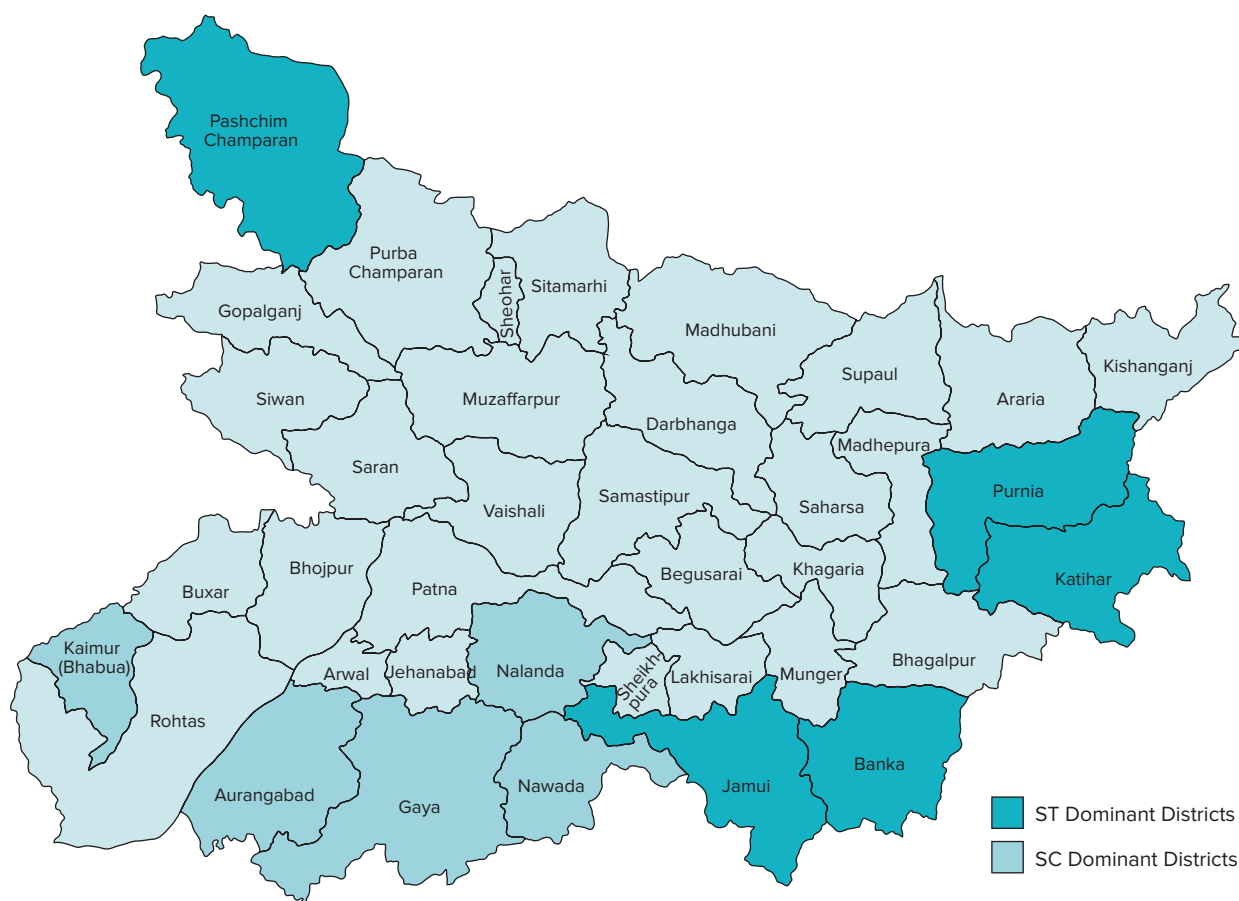 Pashchim
Champaran
Purba
Champaran
Sheohar
Sitamarhi
Gopalganj
Madhubani
Kishanganj
Supaul
Araria
Siwan
Muzaffarpur
Darbhanga
Madhepura
Saran
Purnia
Vaishali
Samastipur
Saharsa
Bhojpur
Begusarai
Khagaria
Katihar
Buxar
Patna
Kaimur
(Bhabua)
Arwal
Jehanabad
Nalanda
Sheikh-
pura
Lakhisarai
Munger
Bhagalpur
Rohtas
Aurangabad
Gaya
Nawada
Jamui
Banka
ST Dominant Districts
SC Dominant Districts